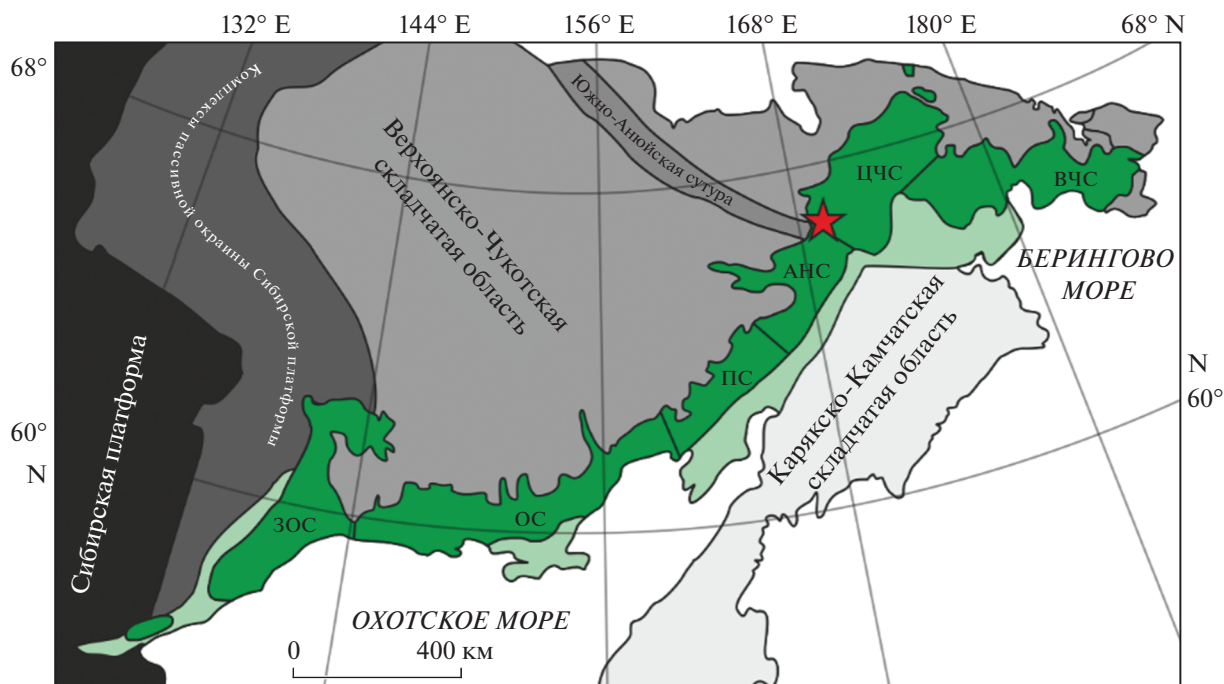 132° E
144° E
156° E
168° E
180° E
68° N
68°
Комплексы пассивной окраины Сибирской платформы
Верхоянско-Чукотская
складчатая область
Южно-Анюйская сутура
ЦЧС
ВЧС
АНС
БЕРИНГОВО
МОРЕ
ПС
N
60°
Карякско-Камчатская
складчатая область
60°
N
Сибирская платформа
ЗОС
ОС
ОХОТСКОЕ МОРЕ
0
400 км